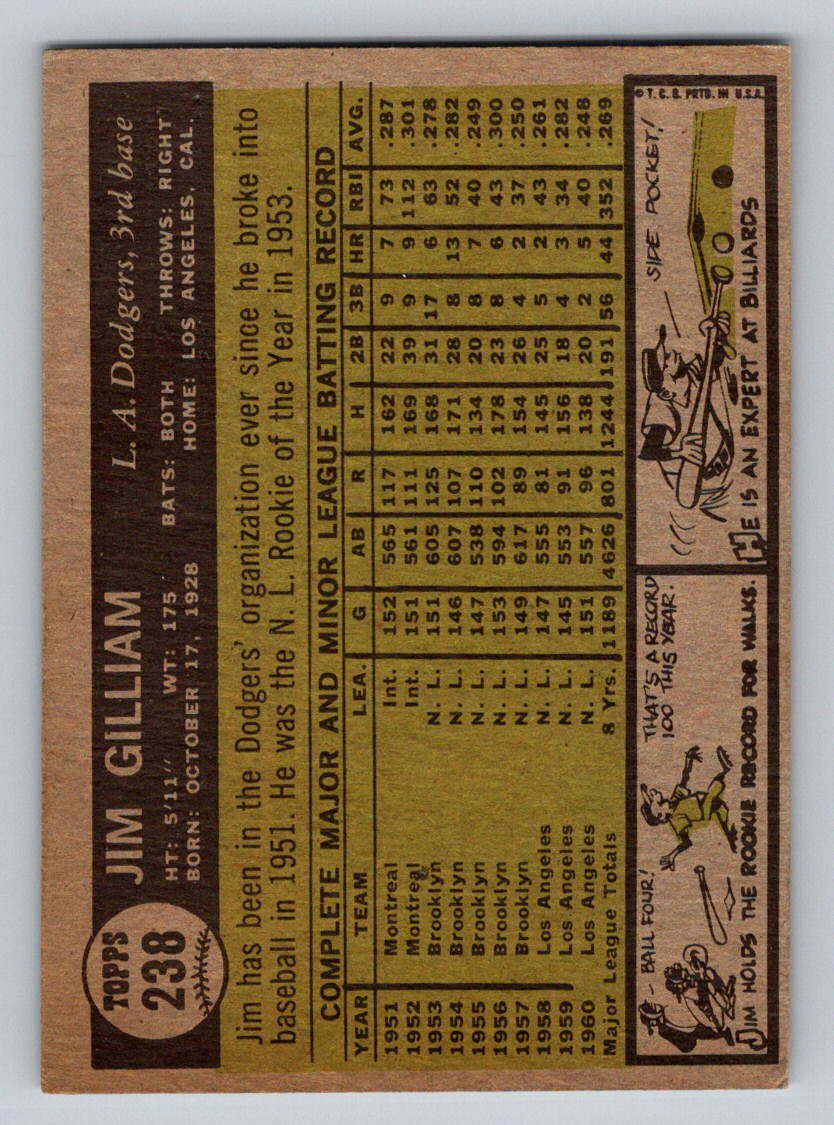 TOPPS
238
JIM GILLIAM
L. A. Dodgers, 3rd base
HT: 5'11" WT: 175 BATS: BOTH THROWS: RIGHT
BORN: OCTOBER 17, 1928 HOME: LOS ANGELES, CAL.
Jim has been in the Dodgers' organization ever since he broke into
baseball in 1951. He was the N. L. Rookie of the Year in 1953.
COMPLETE MAJOR AND MINOR LEAGUE BATTING RECORD
YEAR TEAM LEA. G AB R H 2B 3B HR RBI AVG.
1951 Montreal Int. 152 565 117 162 22 9 7 73 .287
1952 Montreal Int. 151 561 111 169 39 9 9 112 .301
1953 Brooklyn N. L. 151 605 125 168 31 17 6 63 .278
1954 Brooklyn N. L. 146 607 107 171 28 8 13 52 .282
1955 Brooklyn N. L. 147 538 110 134 20 8 7 40 .249
1956 Brooklyn N. L. 153 594 102 178 23 8 6 43 .300
1957 Brooklyn N. L. 149 617 89 154 26 4 2 37 .250
1958 Los Angeles N. L. 147 555 81 145 25 5 2 43 .261
1959 Los Angeles N. L. 145 553 91 156 18 4 3 34 .282
1960 Los Angeles N. L. 151 557 96 138 20 2 5 40 .248
Major League Totals 8 Yrs. 1189 4626 801 1244 191 56 44 352 .269
- BALL FOUR!
THAT'S A RECORD
100 THIS YEAR.
JIM HOLDS THE ROOKIE RECORD FOR WALKS.
SIDE POCKET!
HE IS AN EXPERT AT BILLIARDS
© T. C. G. PRTD. IN U.S.A.